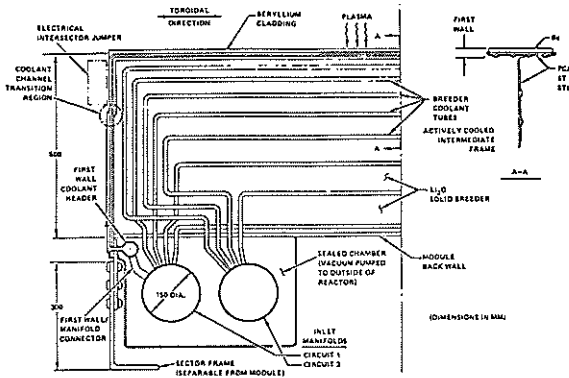 TOROIDAL
DIRECTION
BERYLLIUM
CLADDING
PLASMA
A
FIRST
WALL
Be
ELECTRICAL
INTERSECTOR JUMPER
COOLANT
CHANNEL
TRANSITION
REGION
BREEDER
COOLANT
TUBES
ACTIVELY COOLED
INTERMEDIATE
FRAME
A
A-A
FIRST
WALL
COOLANT
HEADER
Li₂O
SOLID BREEDER
SEALED CHAMBER
(VACUUM PUMPED
TO OUTSIDE OF
REACTOR)
MODULE
BACK WALL
300
150 DIA.
FIRST WALL/
MANIFOLD
CONNECTOR
INLET
MANIFOLDS
CIRCUIT 1
CIRCUIT 2
(DIMENSIONS IN MM)
SECTOR FRAME
(SEPARABLE FROM MODULE)